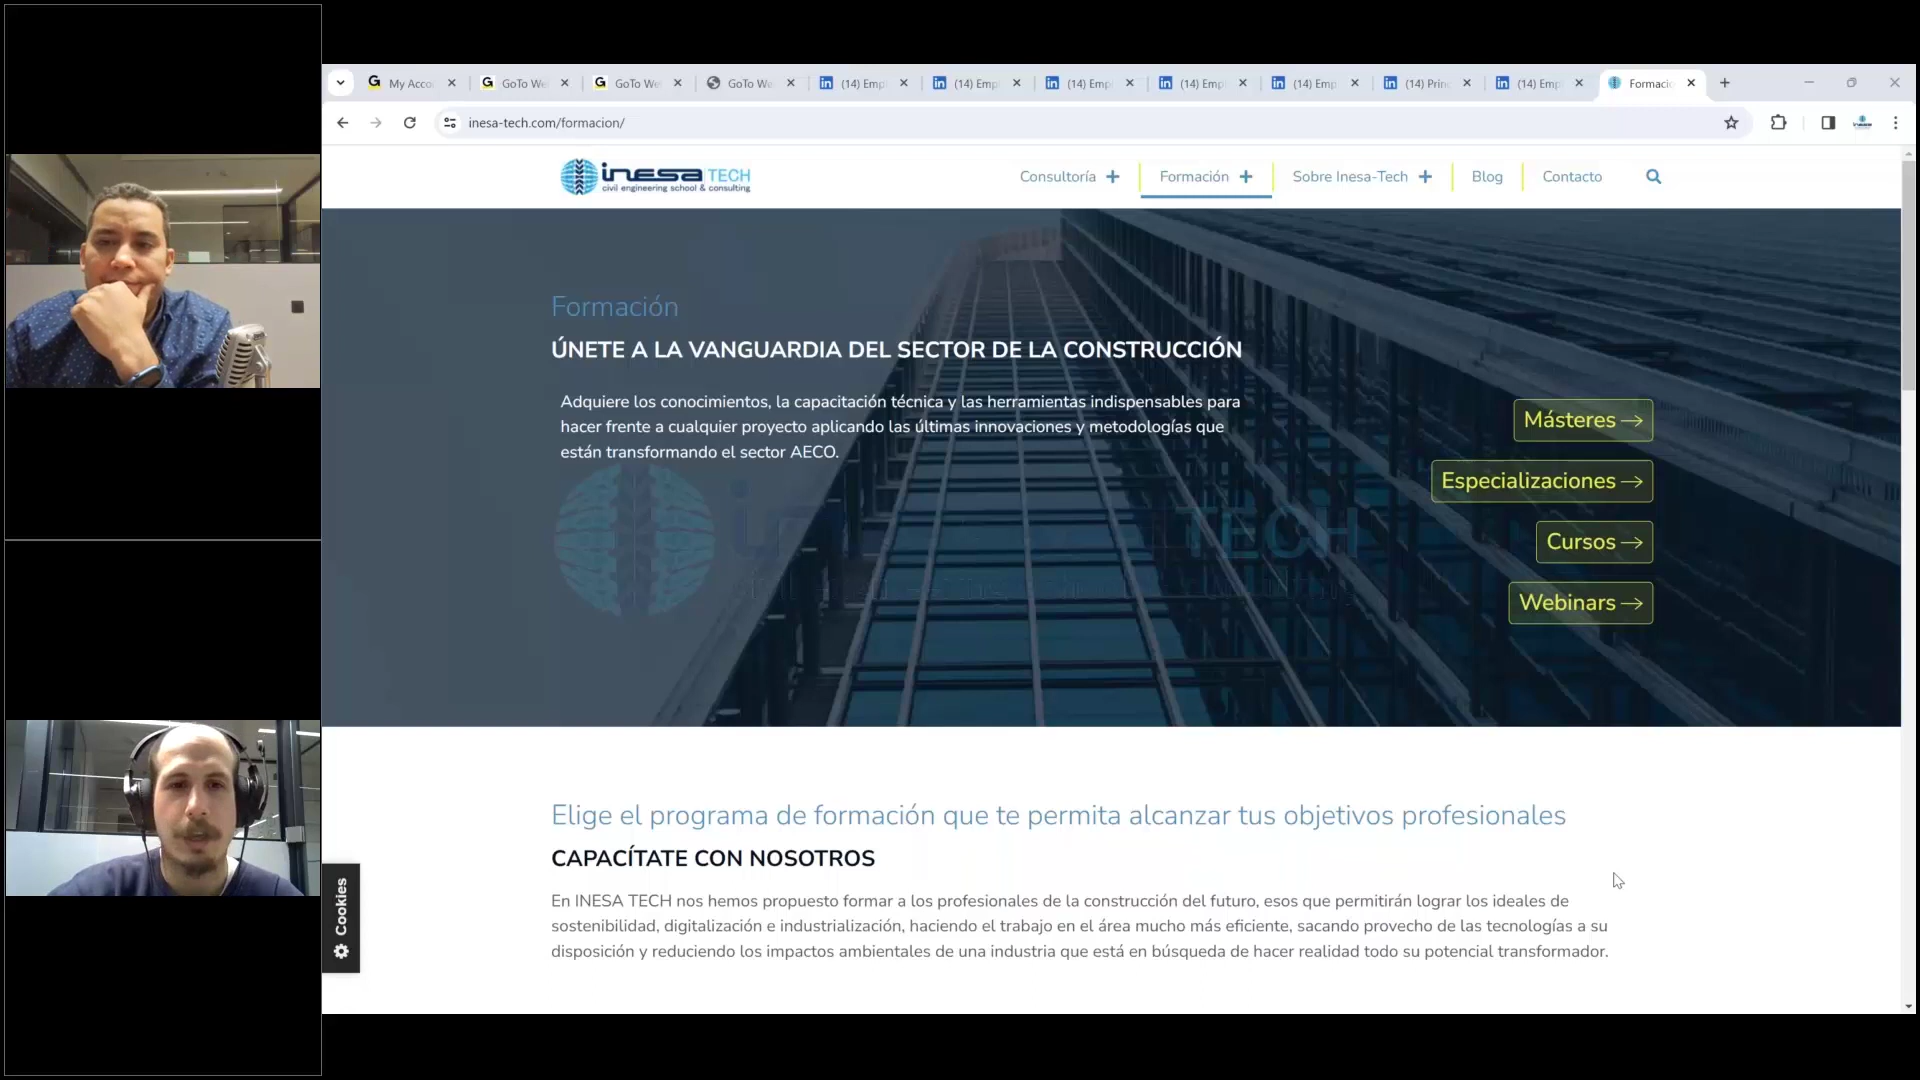 My Acco
GoTo We
GoTo We
GoTo We
(14) Emp
(14) Emp
(14) Emp
(14) Emp
(14) Emp
(14) Princ
(14) Emp
Formacio
inesa-tech.com/formacion/
inesa TECH
civil engineering school & consulting
Consultoría
Formación
Sobre Inesa-Tech
Blog
Contacto
Formación
ÚNETE A LA VANGUARDIA DEL SECTOR DE LA CONSTRUCCIÓN
Adquiere los conocimientos, la capacitación técnica y las herramientas indispensables para
hacer frente a cualquier proyecto aplicando las últimas innovaciones y metodologías que
están transformando el sector AECO.
Másteres
Especializaciones
Cursos
Webinars
TECH
Elige el programa de formación que te permita alcanzar tus objetivos profesionales
CAPACÍTATE CON NOSOTROS
En INESA TECH nos hemos propuesto formar a los profesionales de la construcción del futuro, esos que permitirán lograr los ideales de
sostenibilidad, digitalización e industrialización, haciendo el trabajo en el área mucho más eficiente, sacando provecho de las tecnologías a su
disposición y reduciendo los impactos ambientales de una industria que está en búsqueda de hacer realidad todo su potencial transformador.
Cookies